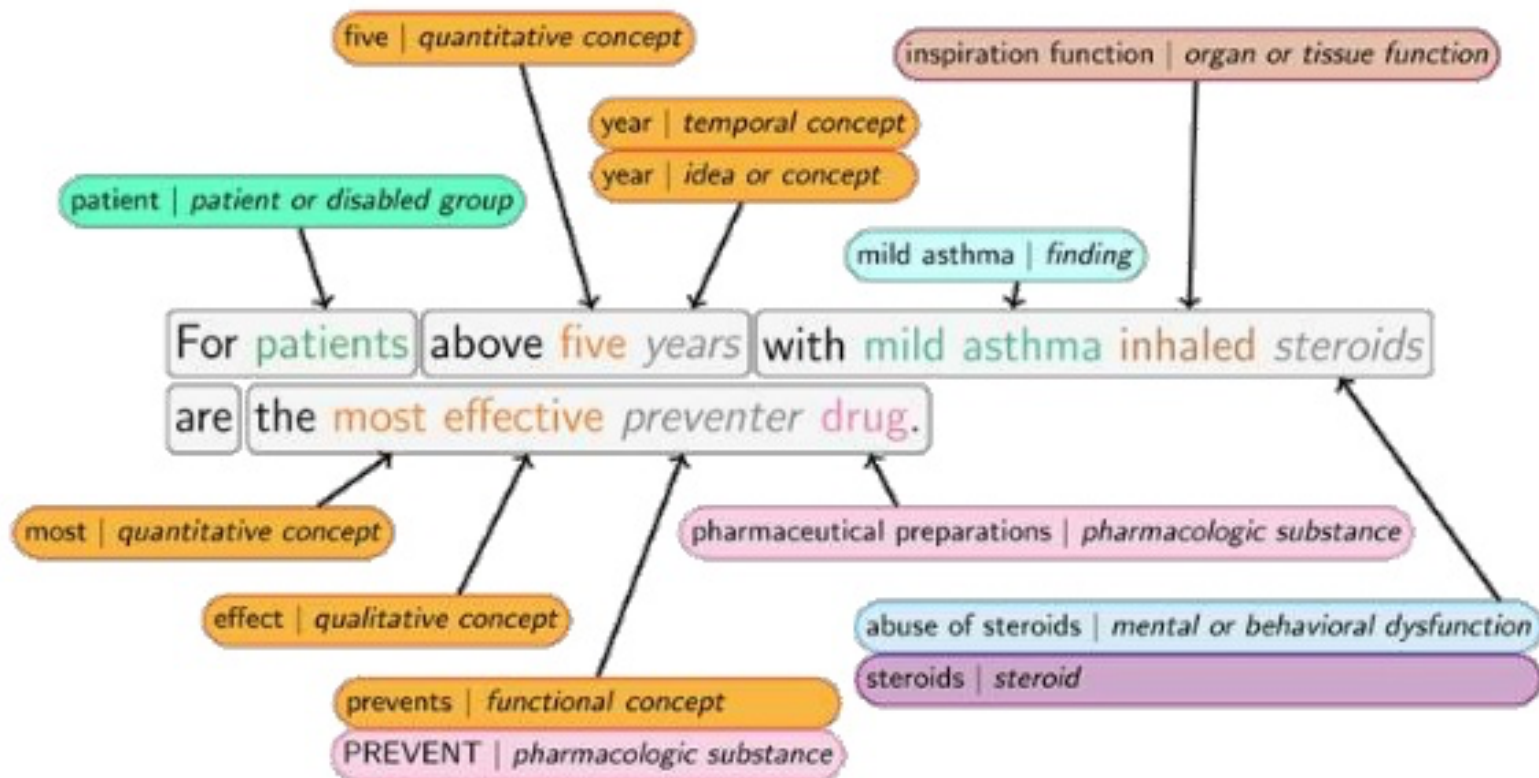 five | quantitative concept
inspiration function | organ or tissue function
year | temporal concept
year | idea or concept
patient | patient or disabled group
mild asthma | finding
For patients above five years with mild asthma inhaled steroids
are the most effective preventer drug.
most | quantitative concept
pharmaceutical preparations | pharmacologic substance
effect | qualitative concept
abuse of steroids | mental or behavioral dysfunction
steroids | steroid
prevents | functional concept
PREVENT | pharmacologic substance